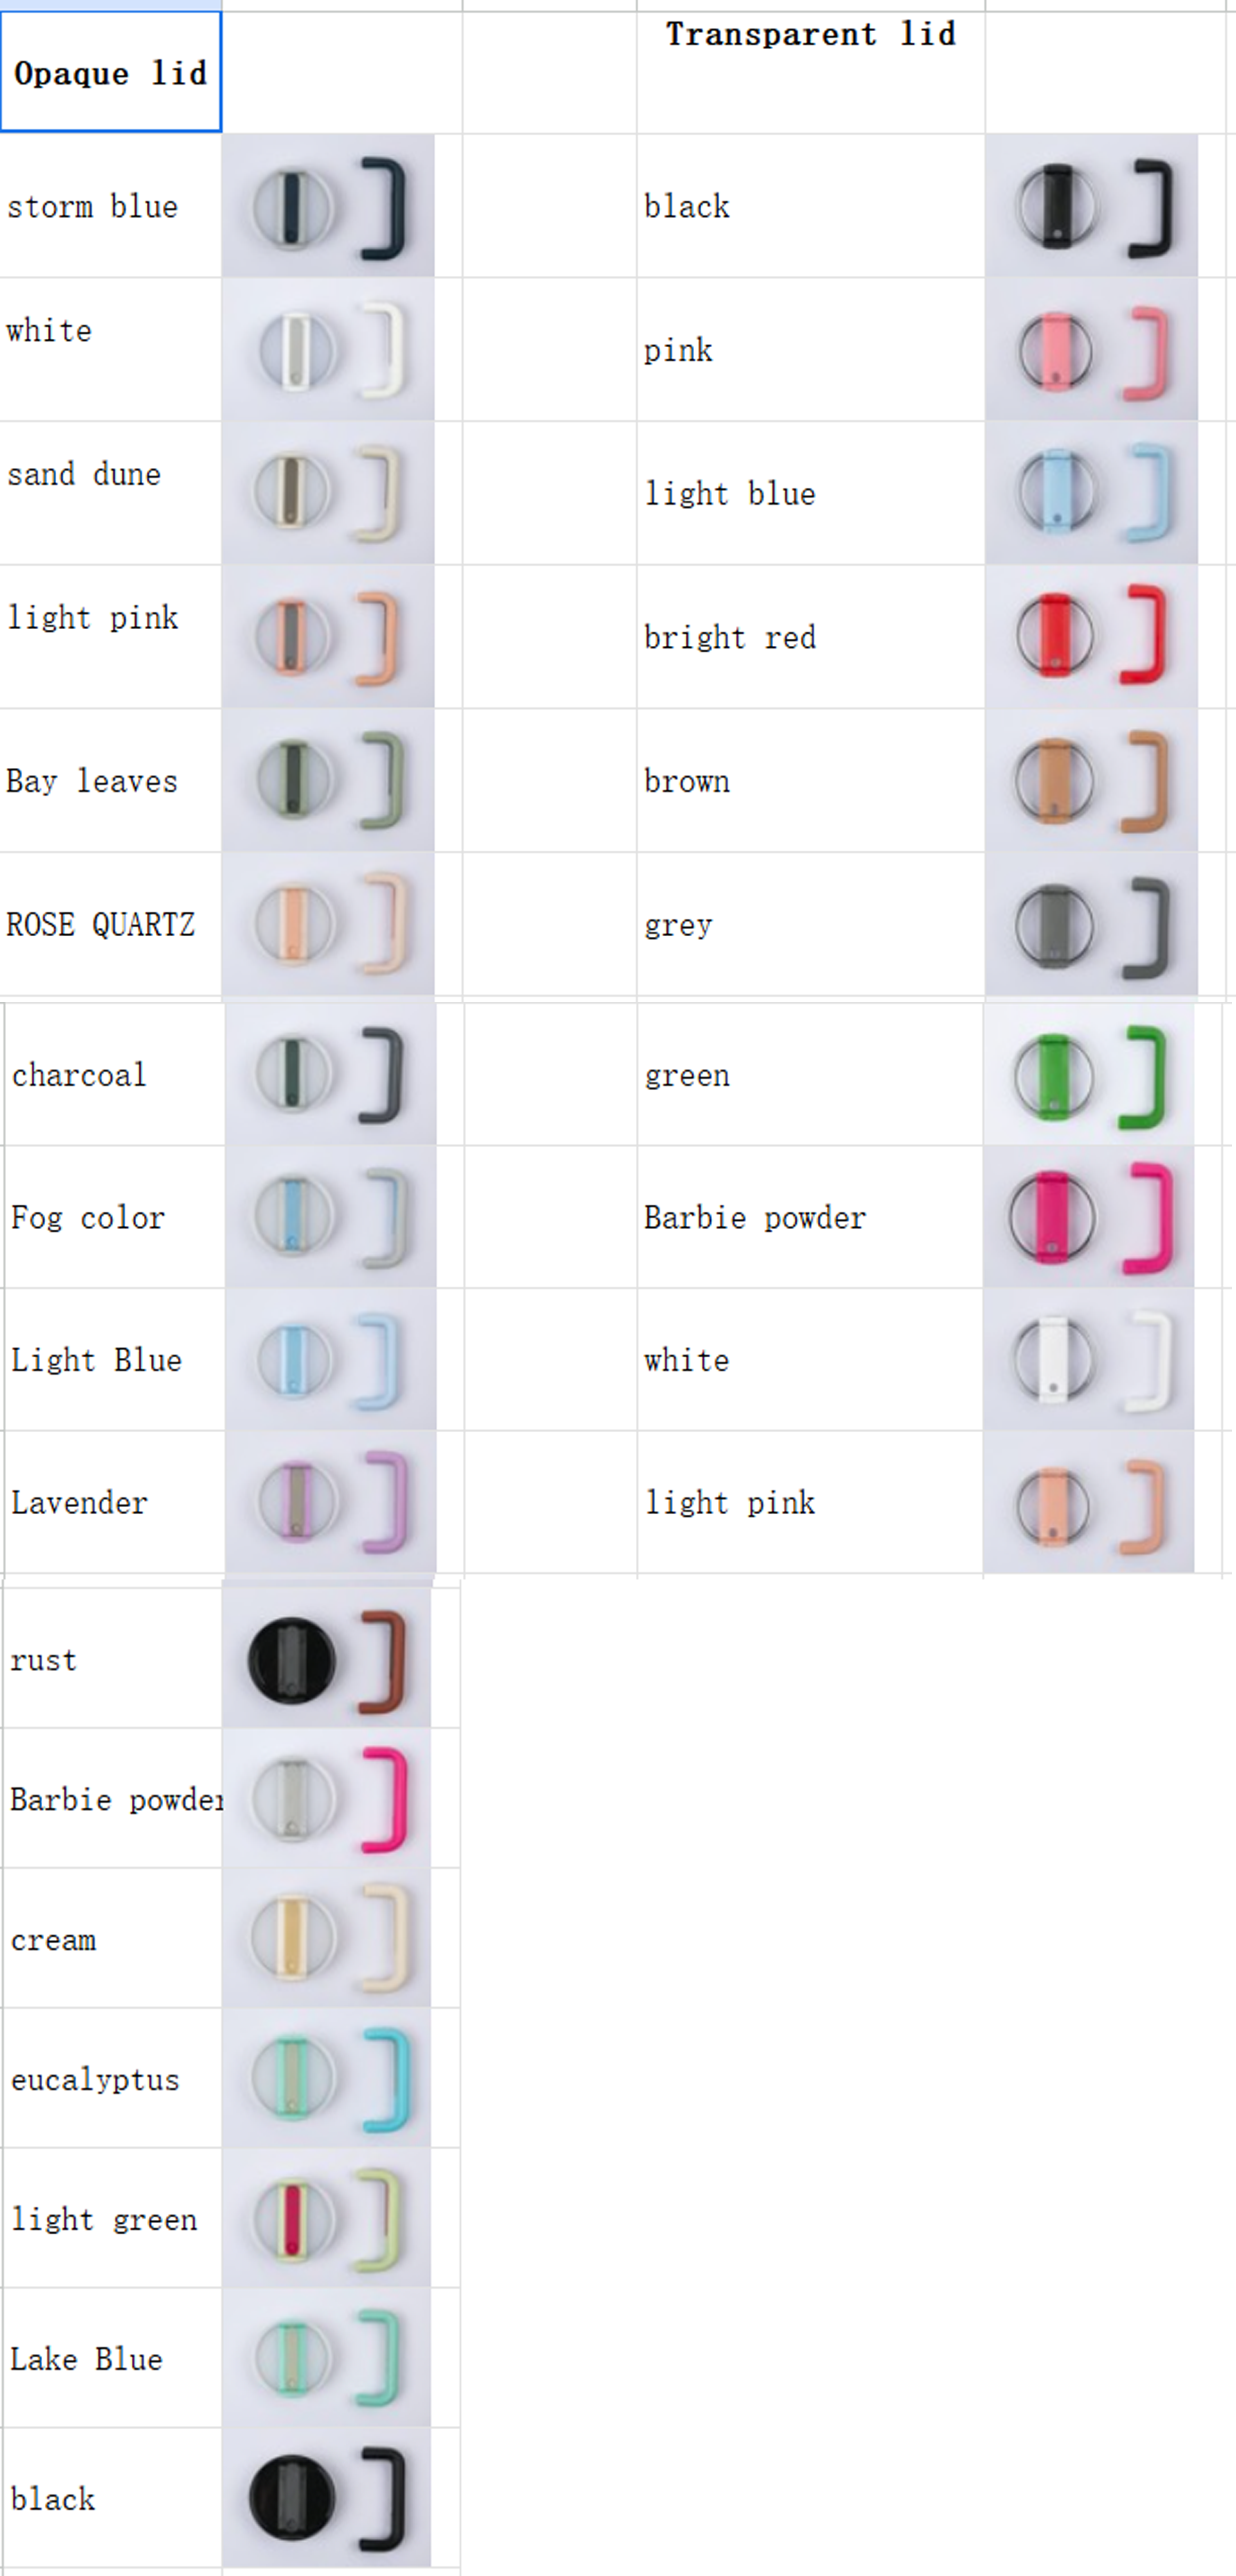 Opaque lid
Transparent lid
storm blue
black
white
pink
sand dune
light blue
light pink
bright red
Bay leaves
brown
ROSE QUARTZ
grey
charcoal
green
Fog color
Barbie powder
Light Blue
white
Lavender
light pink
rust
Barbie powder
cream
eucalyptus
light green
Lake Blue
black